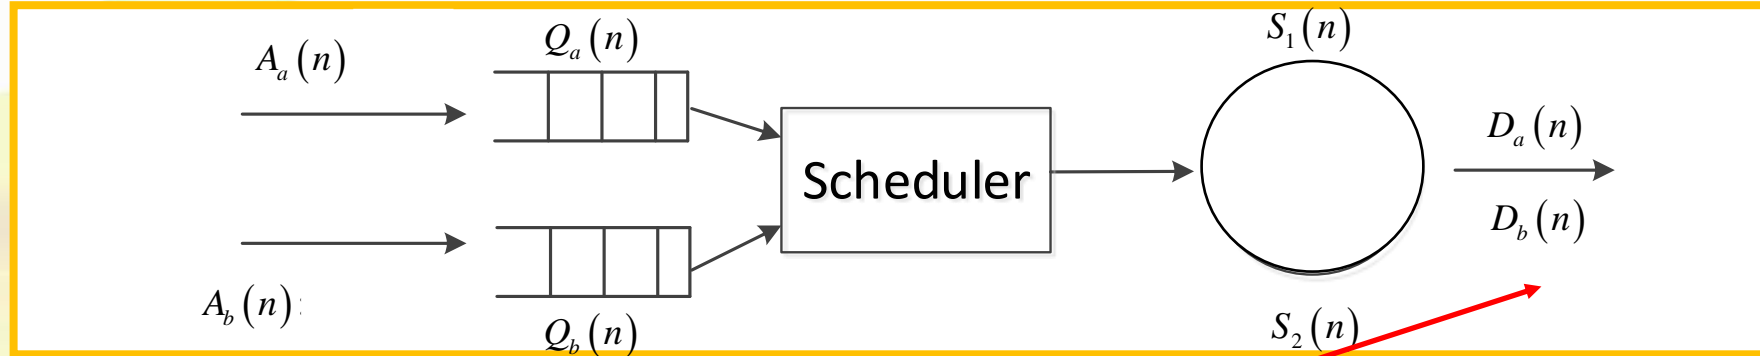 A_a(n)
Q_a(n)
S_1(n)
Scheduler
D_a(n)
D_b(n)
A_b(n)
Q_b(n)
S_2(n)